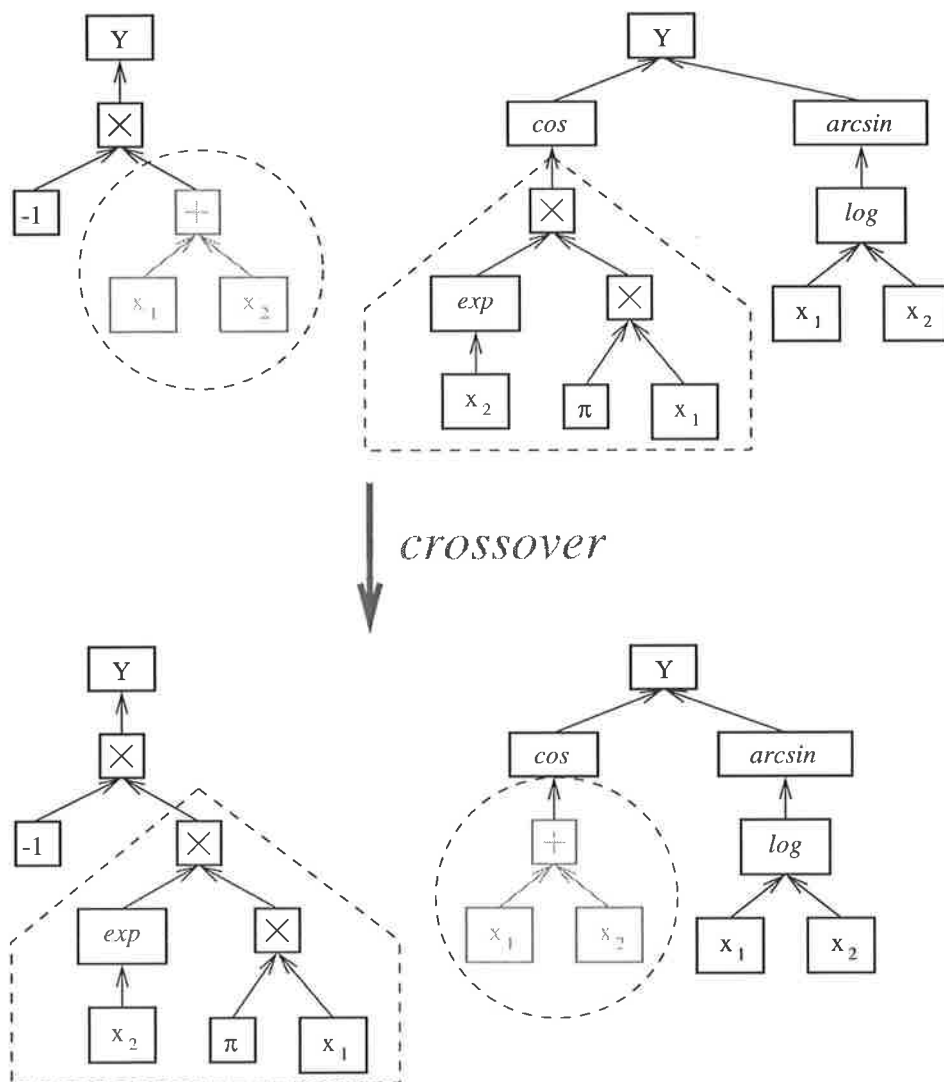 Y Y
× cos arcsin
-1 + × log
x₁ x₂ exp × x₁ x₂
x₂ π x₁
crossover
Y Y
× cos arcsin
-1 × + log
exp × x₁ x₂ x₁ x₂
x₂ π x₁